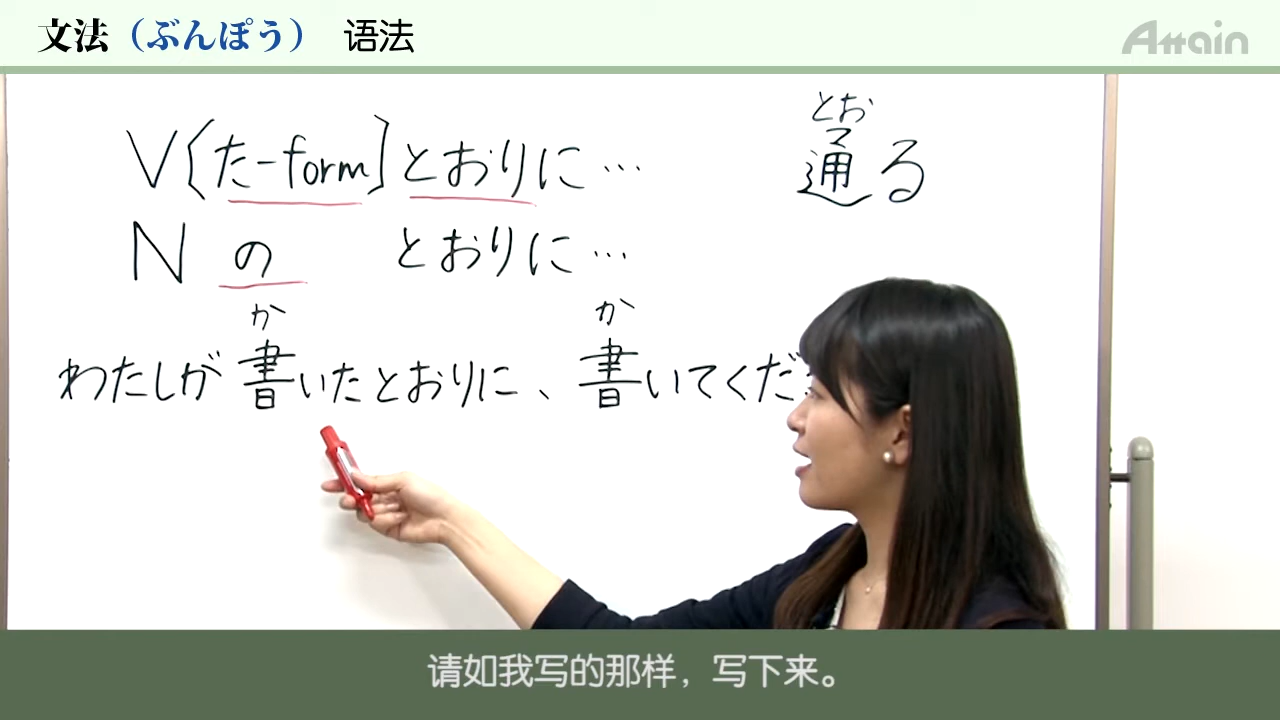 文法（ぶんぽう） 语法
Attain
V[た-form]とおりに…
とお
通る
N の とおりに…
か か
わたしが書いたとおりに、書いてくだ
请如我写的那样，写下来。